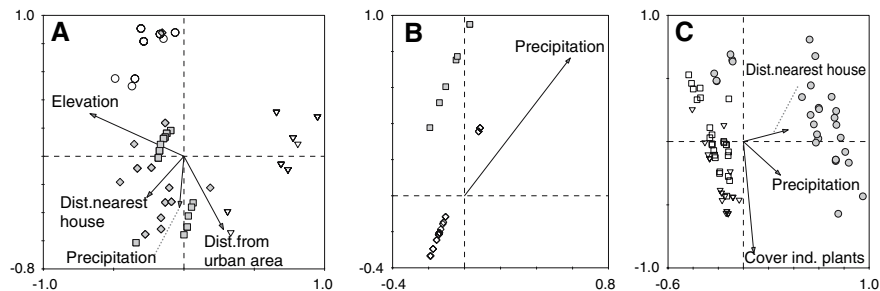 A
1.0
Elevation
Dist.nearest
house
Precipitation
Dist.from
urban area
-0.8
-1.0
1.0
B
1.0
Precipitation
-0.4
-0.4
0.8
C
1.0
Dist.nearest house
Precipitation
Cover ind. plants
-1.0
-0.6
1.0